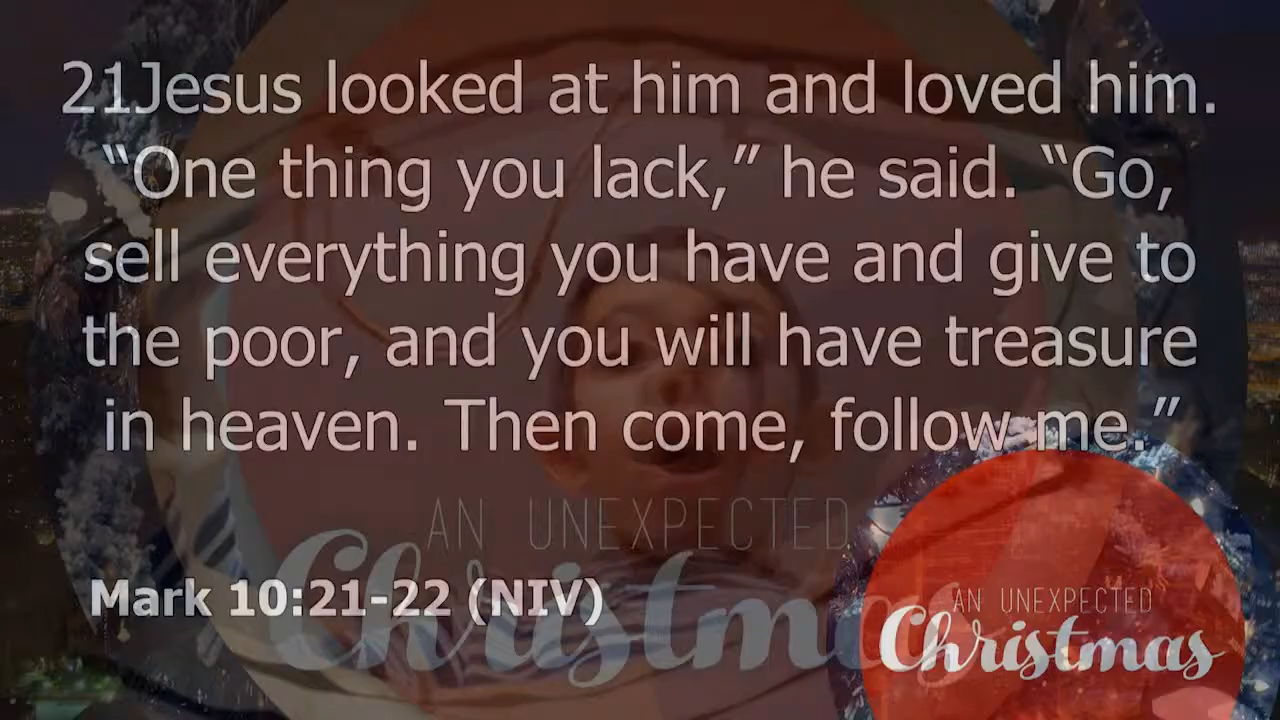 21Jesus looked at him and loved him.
“One thing you lack,” he said. “Go,
sell everything you have and give to
the poor, and you will have treasure
in heaven. Then come, follow me.”
AN UNEXPECTED
Christmas
Mark 10:21-22 (NIV)
AN UNEXPECTED
Christmas